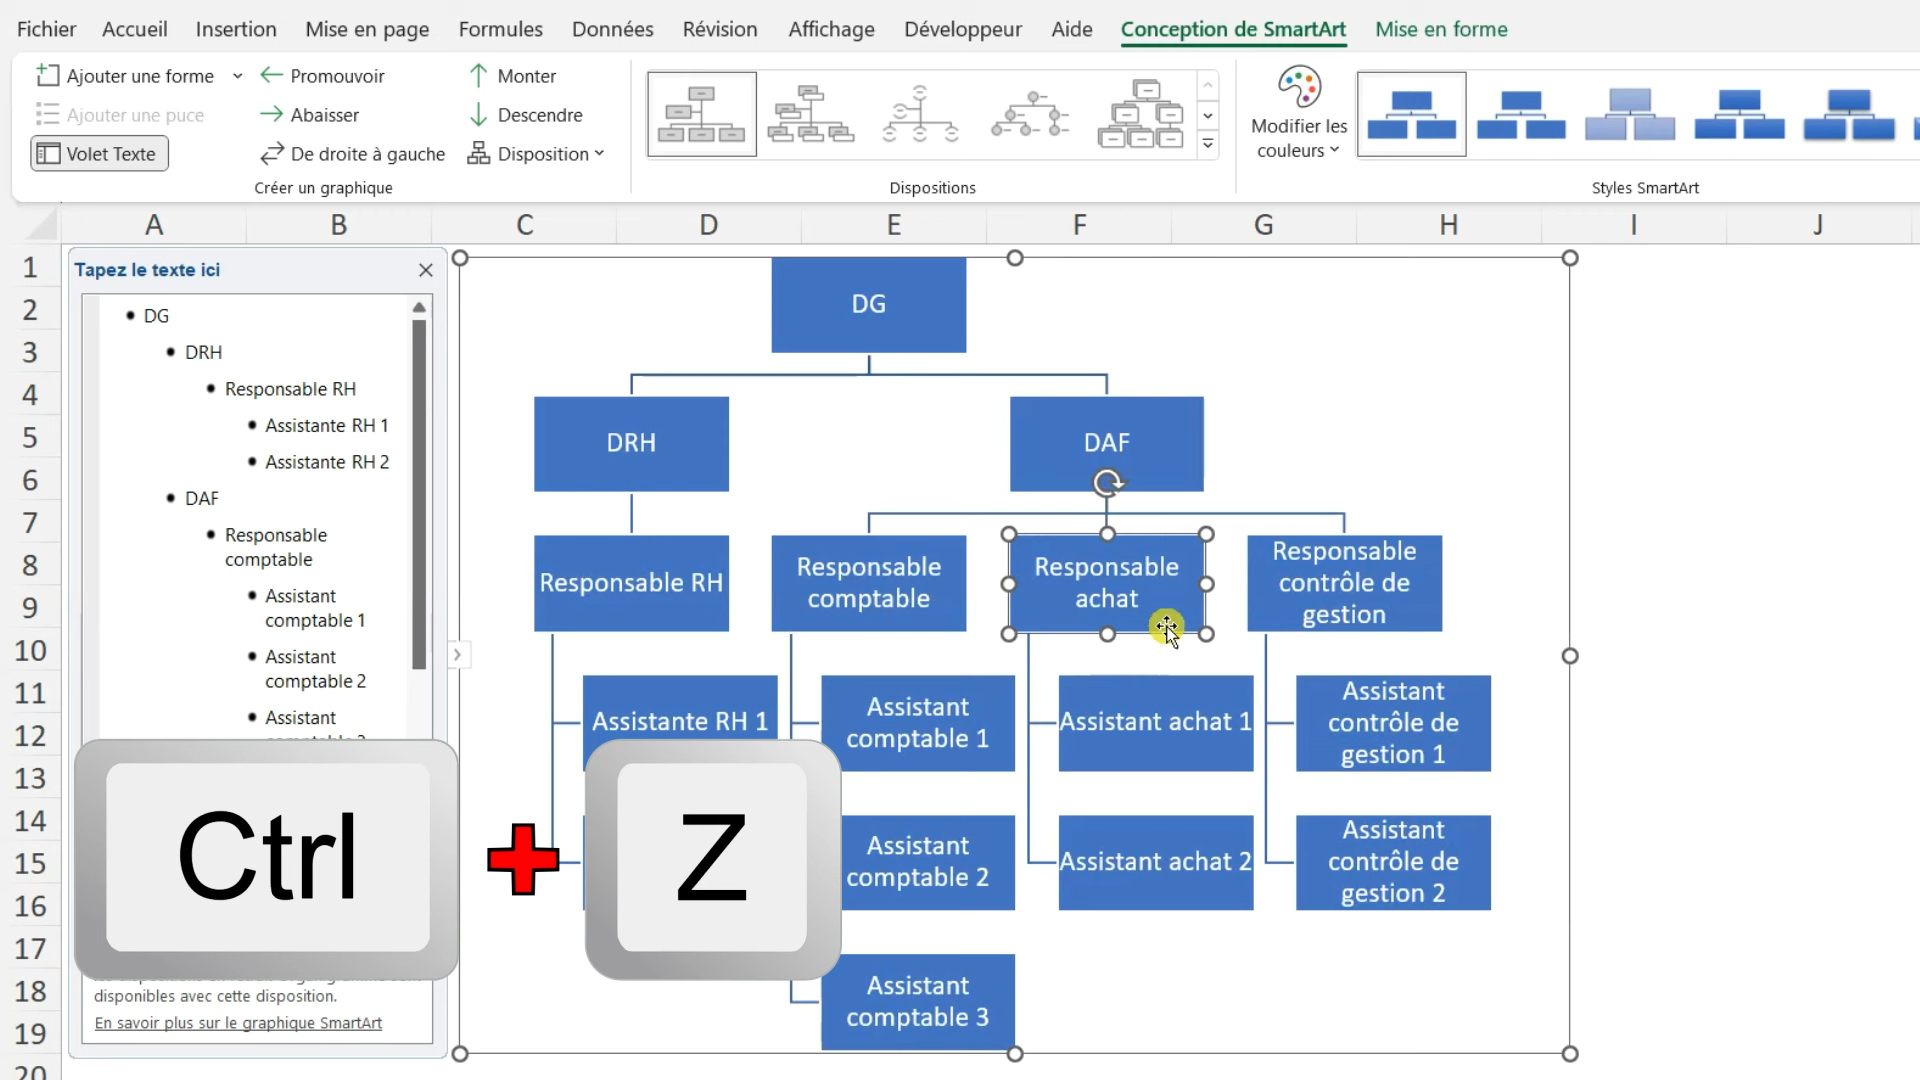 Fichier Accueil Insertion Mise en page Formules Données Révision Affichage Développeur Aide Conception de SmartArt Mise en forme
Ajouter une forme Promouvoir Monter
Ajouter une puce Abaisser Descendre
Volet Texte De droite à gauche Disposition
Créer un graphique
Dispositions
Modifier les
couleurs
Styles SmartArt
A B C D E F G H I J
1
2
3
4
5
6
7
8
9
10
11
12
13
14
15
16
17
18
19
20
Tapez le texte ici
DG
DRH
Responsable RH
Assistante RH 1
Assistante RH 2
DAF
Responsable
comptable
Assistant
comptable 1
Assistant
comptable 2
Assistant
disponibles avec cette disposition.
En savoir plus sur le graphique SmartArt
DG
DRH
DAF
Responsable RH
Responsable
comptable
Responsable
achat
Responsable
contrôle de
gestion
Assistante RH 1
Assistant
comptable 1
Assistant achat 1
Assistant
contrôle de
gestion 1
Assistant
comptable 2
Assistant achat 2
Assistant
contrôle de
gestion 2
Assistant
comptable 3
Ctrl
Z